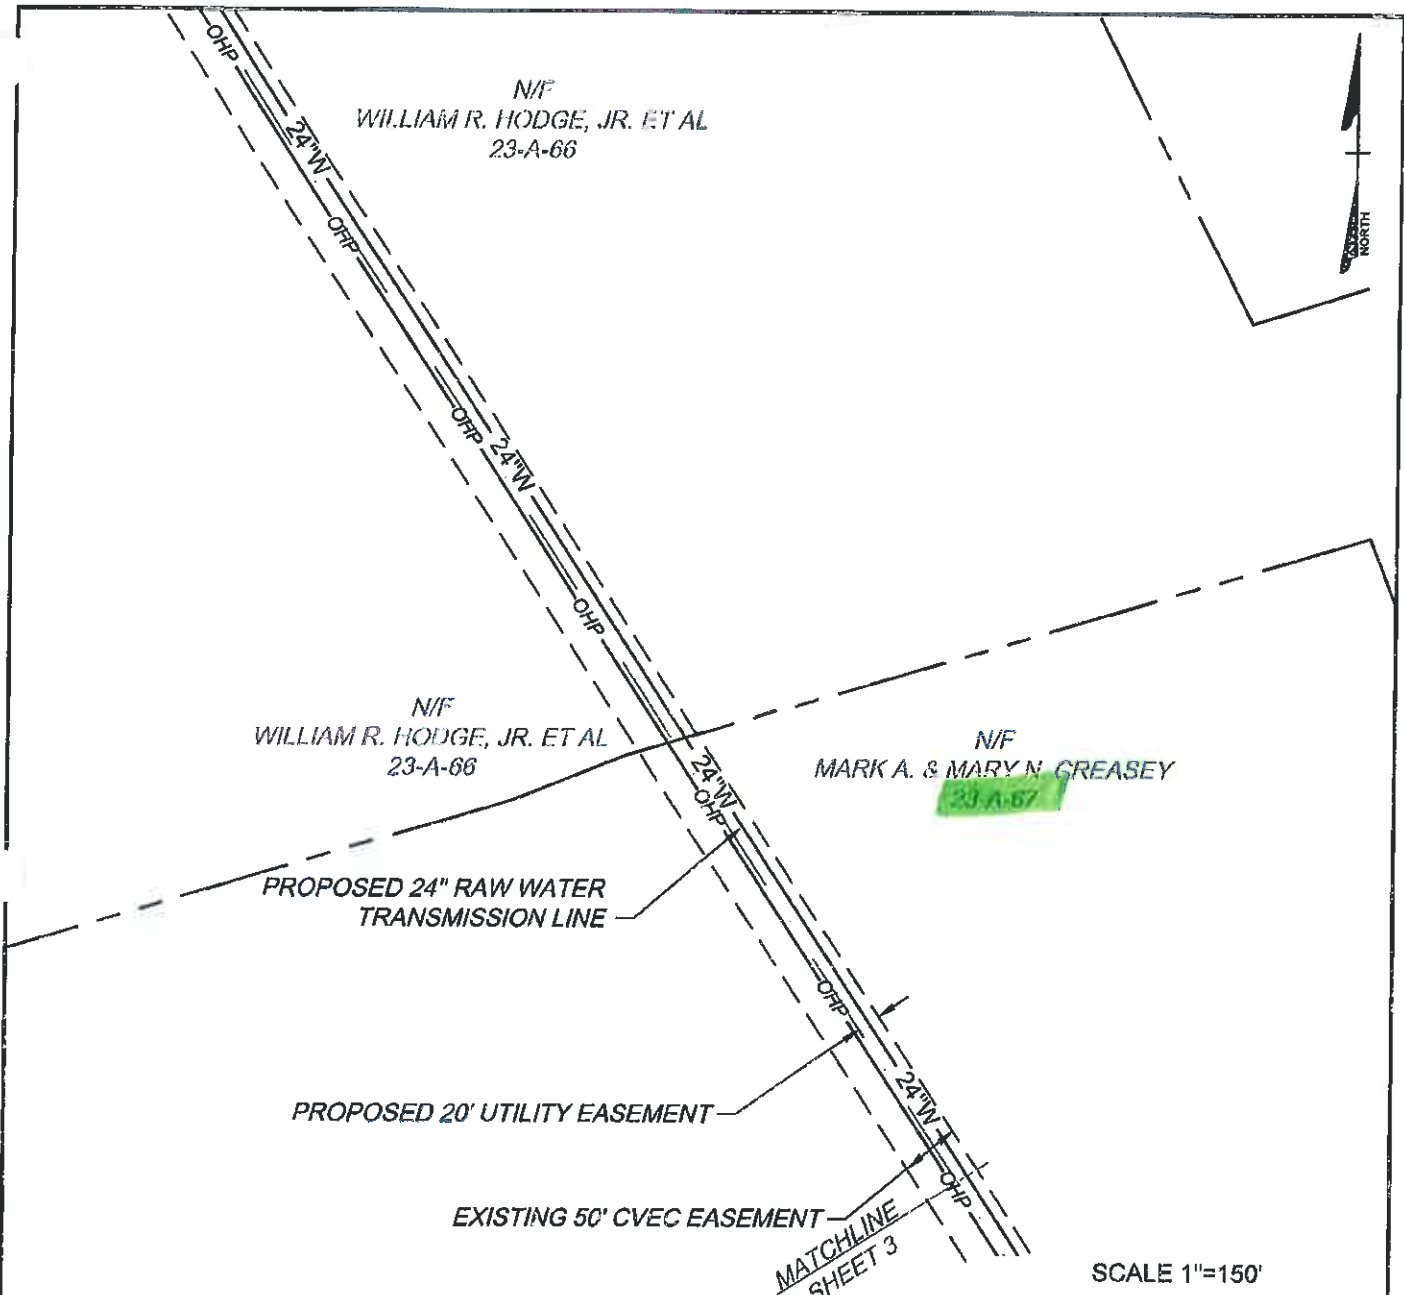 OHP
24"W
N/F
WILLIAM R. HODGE, JR. ET AL
23-A-66
NORTH
OHP
OHP
24"W
OHP
N/F
WILLIAM R. HODGE, JR. ET AL
23-A-66
N/F
MARK A. & MARY N. CREASEY
23-A-67
24"W
OHP
PROPOSED 24" RAW WATER
TRANSMISSION LINE
OHP
PROPOSED 20' UTILITY EASEMENT
24"W
OHP
EXISTING 50' CVEC EASEMENT
MATCHLINE
SHEET 3
SCALE 1"=150'